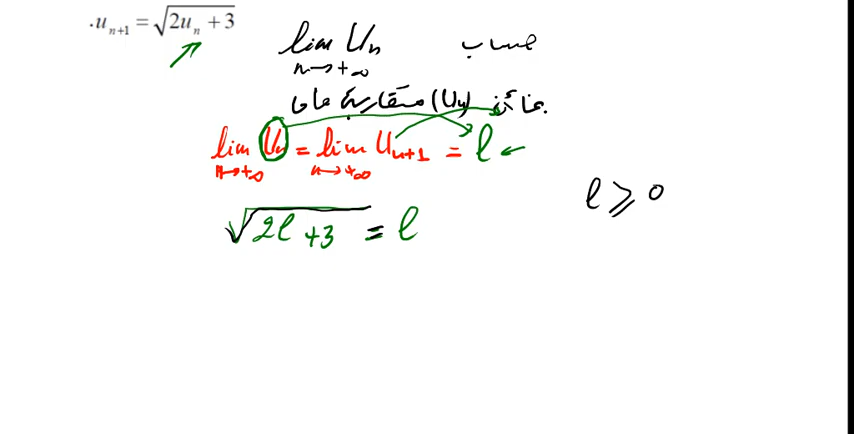 .u_{n+1} = √(2u_n + 3)
حساب lim U_n
n→+∞
بما أن (U_n) متقاربة فإن
lim U_n = lim U_{n+1} = l
n→+∞ n→+∞
l ⩾ 0
√(2l + 3) = l